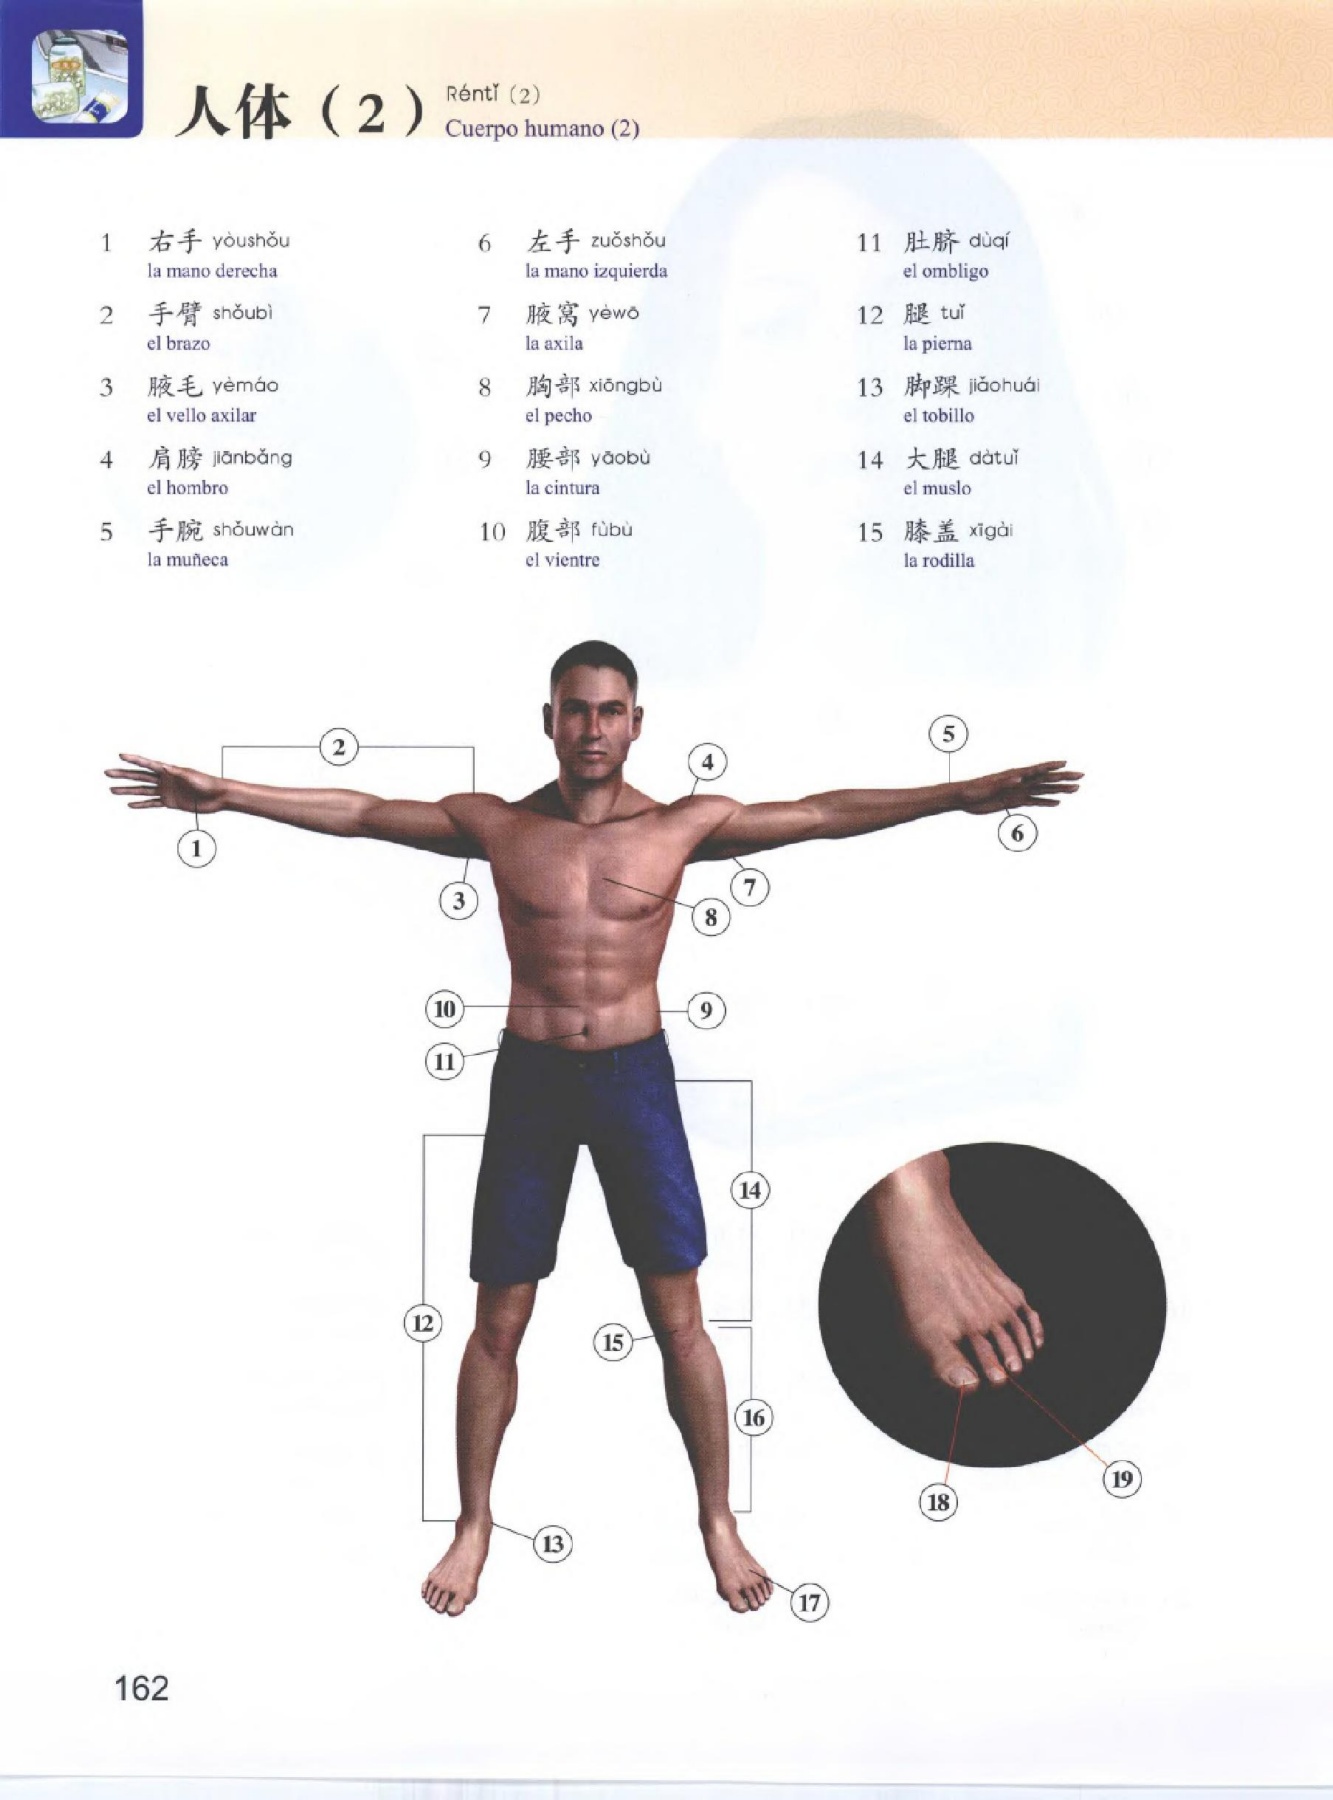 人体（2） Réntǐ (2)
Cuerpo humano (2)
1 右手 yòushǒu
la mano derecha
2 手臂 shǒubì
el brazo
3 腋毛 yèmáo
el vello axilar
4 肩膀 jiānbǎng
el hombro
5 手腕 shǒuwàn
la muñeca
6 左手 zuǒshǒu
la mano izquierda
7 腋窝 yèwō
la axila
8 胸部 xiōngbù
el pecho
9 腰部 yāobù
la cintura
10 腹部 fùbù
el vientre
11 肚脐 dùqí
el ombligo
12 腿 tuǐ
la pierna
13 脚踝 jiǎohuái
el tobillo
14 大腿 dàtuǐ
el muslo
15 膝盖 xīgài
la rodilla
5
2
4
6
1
7
3
8
10
9
11
14
12
15
16
19
18
13
17
162